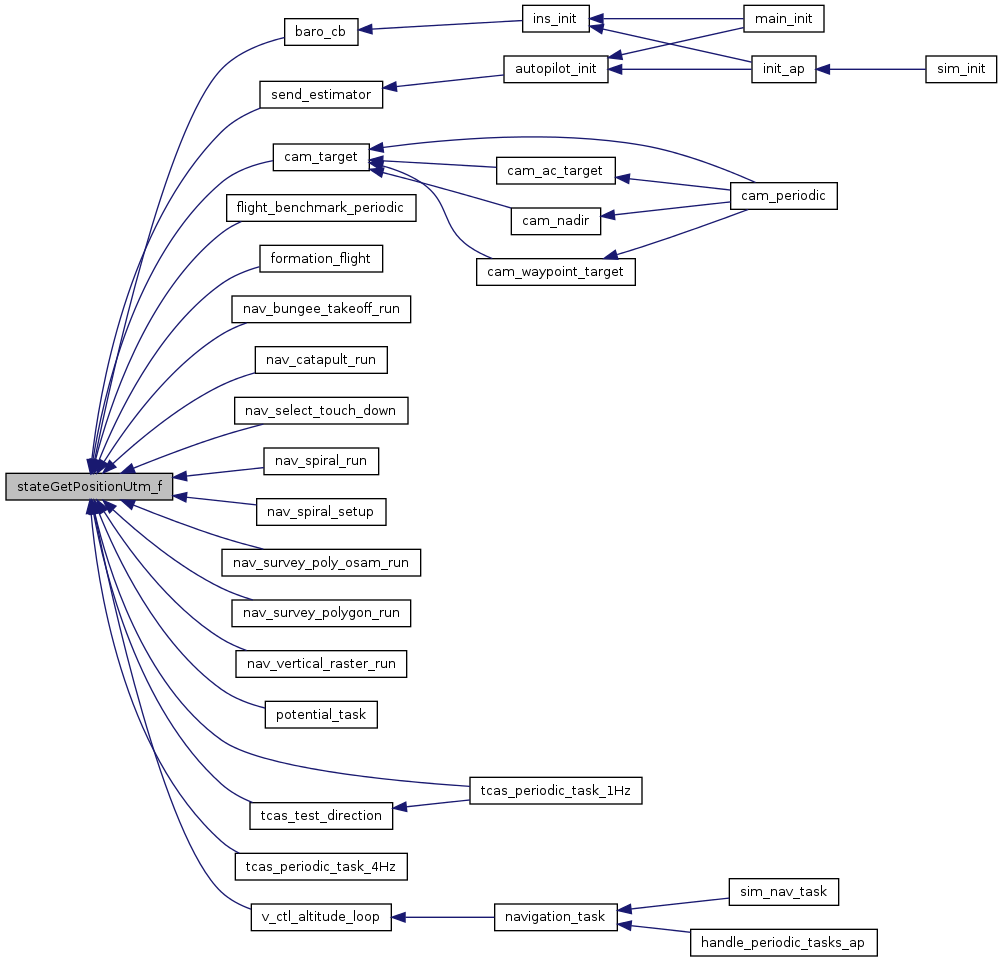 baro_cb
ins_init
main_init
autopilot_init
init_ap
sim_init
send_estimator
cam_target
cam_ac_target
cam_periodic
flight_benchmark_periodic
cam_nadir
formation_flight
cam_waypoint_target
nav_bungee_takeoff_run
nav_catapult_run
nav_select_touch_down
nav_spiral_run
stateGetPositionUtm_f
nav_spiral_setup
nav_survey_poly_osam_run
nav_survey_polygon_run
nav_vertical_raster_run
potential_task
tcas_periodic_task_1Hz
tcas_test_direction
tcas_periodic_task_4Hz
sim_nav_task
v_ctl_altitude_loop
navigation_task
handle_periodic_tasks_ap